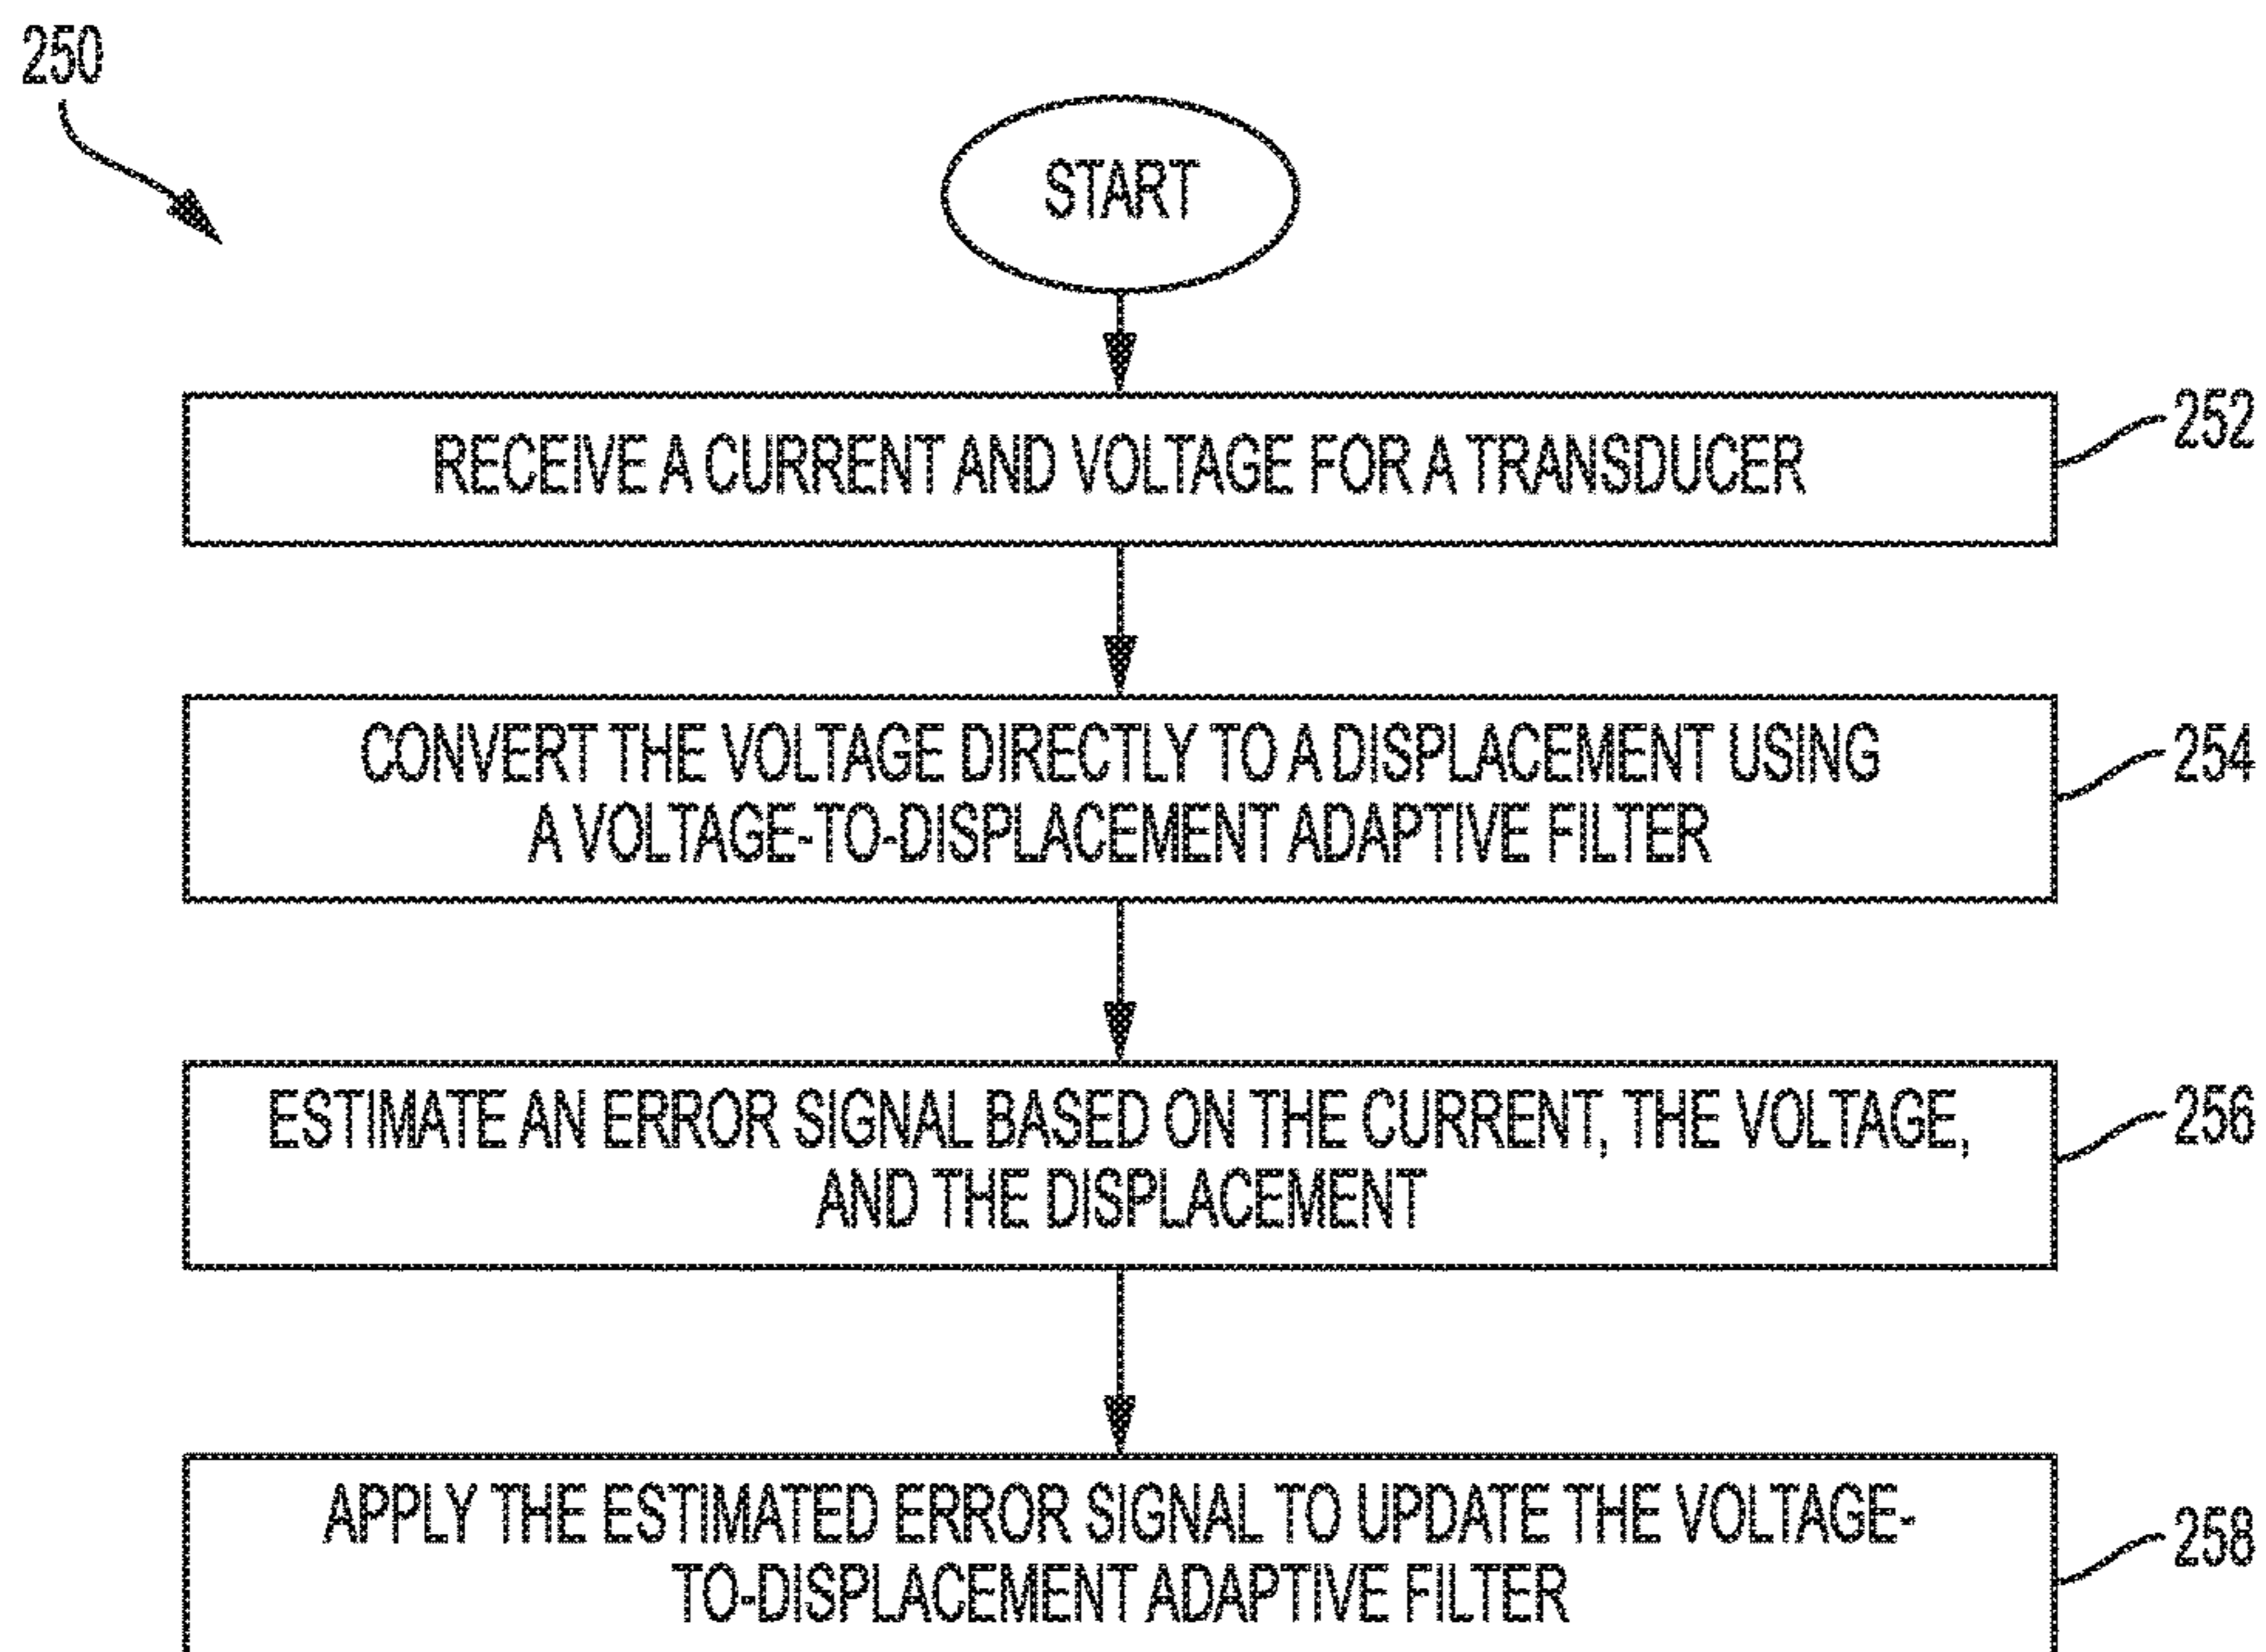 250
START
RECEIVE A CURRENT AND VOLTAGE FOR A TRANSDUCER
252
CONVERT THE VOLTAGE DIRECTLY TO A DISPLACEMENT USING
A VOLTAGE-TO-DISPLACEMENT ADAPTIVE FILTER
254
ESTIMATE AN ERROR SIGNAL BASED ON THE CURRENT, THE VOLTAGE,
AND THE DISPLACEMENT
256
APPLY THE ESTIMATED ERROR SIGNAL TO UPDATE THE VOLTAGE-
TO-DISPLACEMENT ADAPTIVE FILTER
258